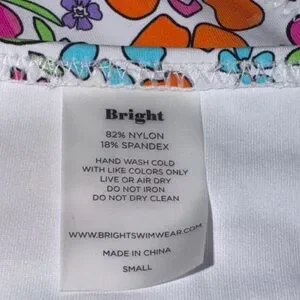 Bright
82% NYLON
18% SPANDEX
HAND WASH COLD
WITH LIKE COLORS ONLY
LIVE OR AIR DRY
DO NOT IRON
DO NOT DRY CLEAN
WWW.BRIGHTSWIMWEAR.COM
MADE IN CHINA
SMALL